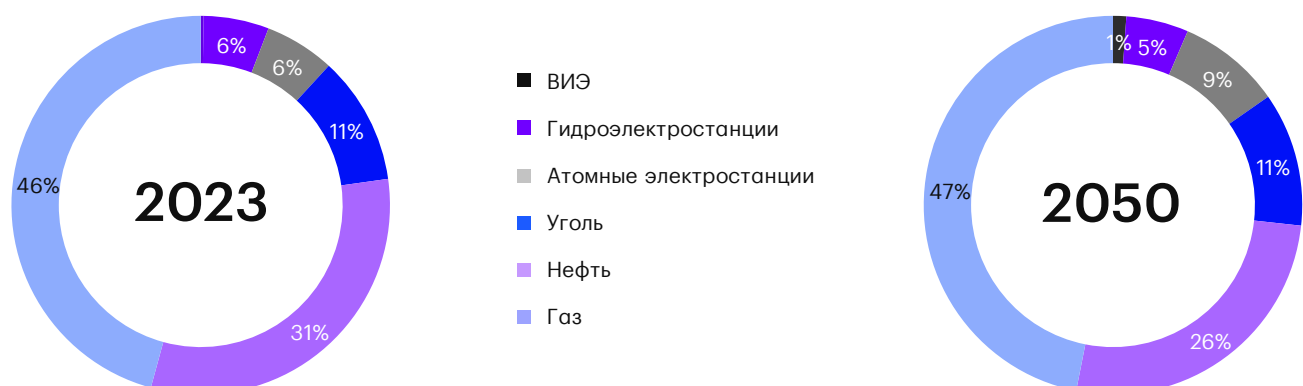 6%
6%
11%
46%
2023
31%
ВИЭ
Гидроэлектростанции
Атомные электростанции
Уголь
Нефть
Газ
1%
5%
9%
11%
47%
2050
26%